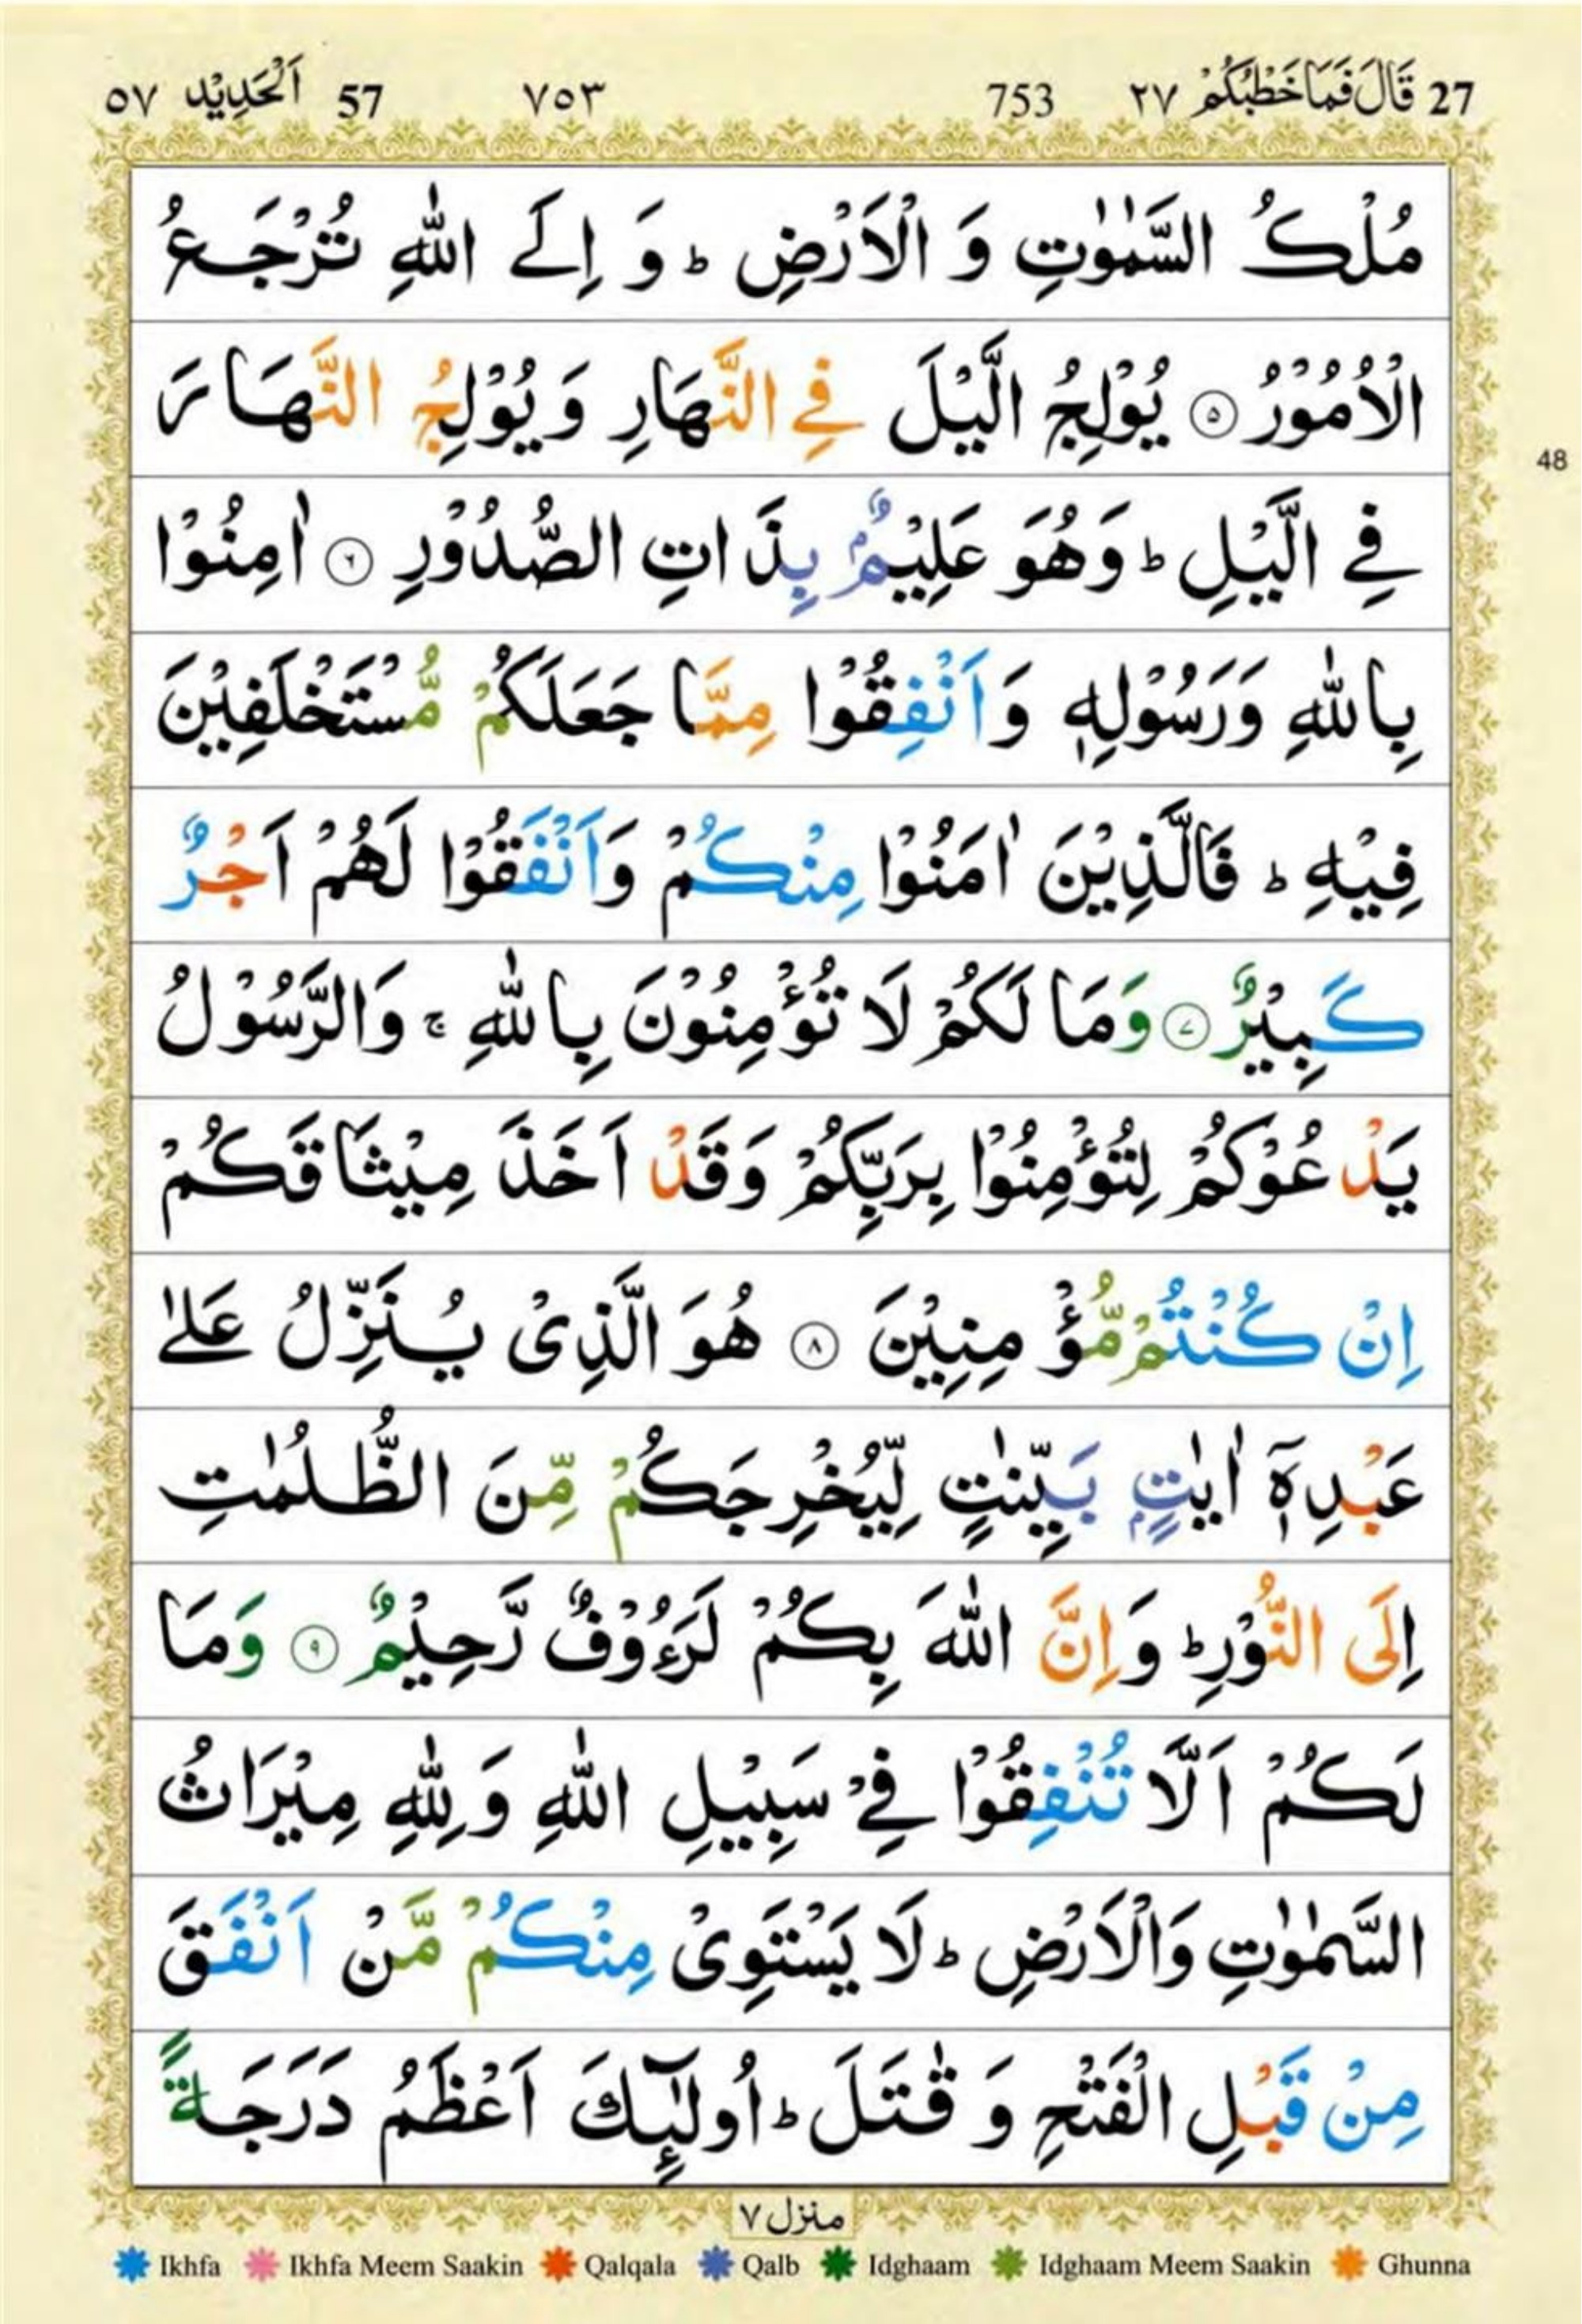 27 قَالَ فَمَا خَطْبُكُمْ ٢٧ 753 ٧٥٣ 57 اَلْحَدِيْد ٥٧
مُلْكُ السَّمٰوٰتِ وَ الْاَرْضِ ؕ وَ اِلَى اللّٰهِ تُرْجَعُ
الْاُمُوْرُ ۝٥ يُوْلِجُ الَّيْلَ فِي النَّهَارِ وَيُوْلِجُ النَّهَارَ
48
فِي الَّيْلِ ؕ وَهُوَ عَلِيْمٌۢ بِذَاتِ الصُّدُوْرِ ۝٦ اٰمِنُوْا
بِاللّٰهِ وَرَسُوْلِهٖ وَاَنْفِقُوْا مِمَّا جَعَلَكُمْ مُّسْتَخْلَفِيْنَ
فِيْهِ ؕ فَالَّذِيْنَ اٰمَنُوْا مِنْكُمْ وَاَنْفَقُوْا لَهُمْ اَجْرٌ
كَبِيْرٌ ۝٧ وَمَا لَكُمْ لَا تُؤْمِنُوْنَ بِاللّٰهِ ۚ وَالرَّسُوْلُ
يَدْعُوْكُمْ لِتُؤْمِنُوْا بِرَبِّكُمْ وَقَدْ اَخَذَ مِيْثَاقَكُمْ
اِنْ كُنْتُمْ مُّؤْمِنِيْنَ ۝٨ هُوَ الَّذِيْ يُنَزِّلُ عَلٰى
عَبْدِهٖٓ اٰيٰتٍۢ بَيِّنٰتٍ لِّيُخْرِجَكُمْ مِّنَ الظُّلُمٰتِ
اِلَى النُّوْرِ ؕ وَاِنَّ اللّٰهَ بِكُمْ لَرَءُوْفٌ رَّحِيْمٌ ۝٩ وَمَا
لَكُمْ اَلَّا تُنْفِقُوْا فِيْ سَبِيْلِ اللّٰهِ وَلِلّٰهِ مِيْرَاثُ
السَّمٰوٰتِ وَالْاَرْضِ ؕ لَا يَسْتَوِيْ مِنْكُمْ مَّنْ اَنْفَقَ
مِنْ قَبْلِ الْفَتْحِ وَ قٰتَلَ ؕ اُولٰٓئِكَ اَعْظَمُ دَرَجَةً
منزل ٧
Ikhfa Ikhfa Meem Saakin Qalqala Qalb Idghaam Idghaam Meem Saakin Ghunna